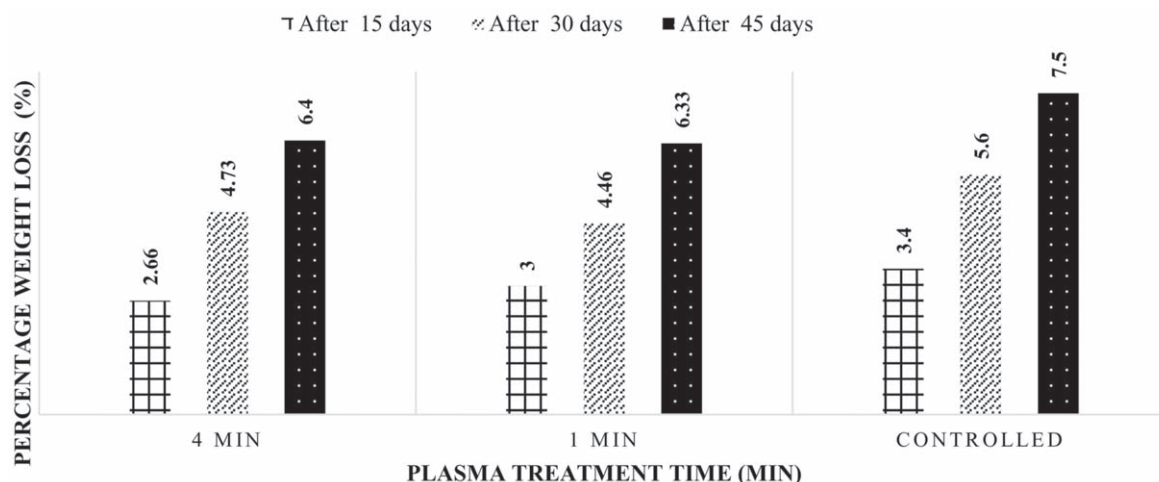 After 15 days After 30 days After 45 days
PERCENTAGE WEIGHT LOSS (%)
2.66
4.73
6.4
3
4.46
6.33
3.4
5.6
7.5
4 MIN 1 MIN CONTROLLED
PLASMA TREATMENT TIME (MIN)